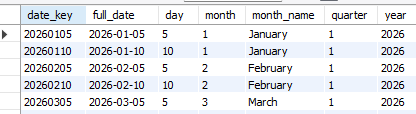 date_key full_date day month month_name quarter year
20260105 2026-01-05 5 1 January 1 2026
20260110 2026-01-10 10 1 January 1 2026
20260205 2026-02-05 5 2 February 1 2026
20260210 2026-02-10 10 2 February 1 2026
20260305 2026-03-05 5 3 March 1 2026